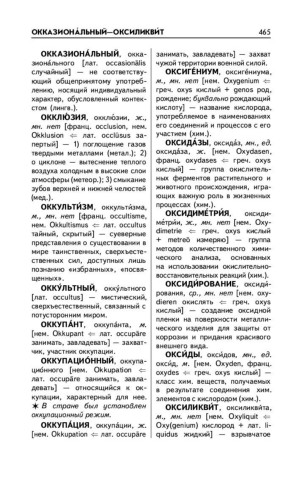 ОККАЗИОНА́ЛЬНЫЙ—ОКСИЛИКВИ́Т 465
ОККАЗИОНА́ЛЬНЫЙ, окка-
зиона́льного [лат. occasionālis
случайный] — не соответству-
ющий общепринятому употреб-
лению, носящий индивидуальный
характер, обусловленный контек-
стом (лингв.).
ОККЛЮ́ЗИЯ, окклю́зии, ж.,
мн. нет [франц. occlusion, нем.
Okklusion ⇐ лат. occlūsus запер-
тый] — 1) поглощение газов
твердыми металлами (метал.);
2) о циклоне — вытеснение теплого
воздуха холодным в высокие слои
атмосферы (метеор.); 3) смыкание
зубов верхней и нижней челюстей
(мед.).
ОККУЛЬТИ́ЗМ, оккульти́зма,
м., мн. нет [франц. occultisme,
нем. Okkultismus ⇐ лат. occultus
тайный, скрытый] — суеверные
представления о существовании в
мире таинственных, сверхъесте-
ственных сил, доступных лишь
познанию «избранных», «посвя-
щенных».
ОККУ́ЛЬТНЫЙ, окку́льтного
[лат. occultus] — мистический,
сверхъестественный, связанный с
потусторонним миром.
ОККУПА́НТ, оккупа́нта, м.
[нем. Okkupant ⇐ лат. occupāre
занимать, завладевать] — захват-
чик, участник оккупации.
ОККУПАЦИО́ННЫЙ, оккупа-
цио́нного [нем. Okkupation ⇐
лат. occupāre занимать, завла-
девать] — относящийся к ок-
купации, характерный для нее.
✶ В стране был установлен
оккупационный режим.
ОККУПА́ЦИЯ, оккупа́ции, ж.
[нем. Okkupation ⇐ лат. occupāre
занимать, завладевать] — захват
чужой территории военной силой.
ОКСИГЕ́НИУМ, оксиге́ниума,
м., мн. нет [нем. Oxygenium ⇐
греч. oxys кислый + genos род,
рождение; буквально рождающий
кислоту] — название кислорода,
употребляемое в наименованиях
его соединений и процессов с его
участием (хим.).
ОКСИДА́ЗЫ, оксида́з, мн., ед.
оксида́за, ж. [нем. Oxydasen,
франц. oxydases ⇐ греч. oxys
кислый] — группа окислитель-
ных ферментов растительного и
животного происхождения, играю-
щих важную роль в жизненных
процессах (хим.).
ОКСИДИМЕ́ТРИЯ, оксиди-
ме́трии, ж., мн. нет [нем. Oxy-
dimetrie ⇐ греч. oxys кислый
+ metreō измеряю] — группа
методов количественного хими-
ческого анализа, основанных
на использовании окислительно-
восстановительных реакций (хим.).
ОКСИДИ́РОВАНИЕ, оксиди́-
рования, ср., мн. нет [нем. oxy-
dieren окислять ⇐ греч. oxys
кислый] — создание оксидной
пленки на поверхности металли-
ческого изделия для защиты от
коррозии и придания красивого
внешнего вида.
ОКСИ́ДЫ, окси́дов, мн., ед.
окси́д, м. [нем. Oxyden, франц.
oxydes ⇐ греч. oxys кислый] —
класс хим. веществ, получаемых
в результате соединения хим.
элементов с кислородом (хим.).
ОКСИЛИКВИ́Т, оксиликви́та,
м., мн. нет [нем. Oxyliquit ⇐
Oxy(genium) кислород + лат. li-
quidus жидкий] — взрывчатое